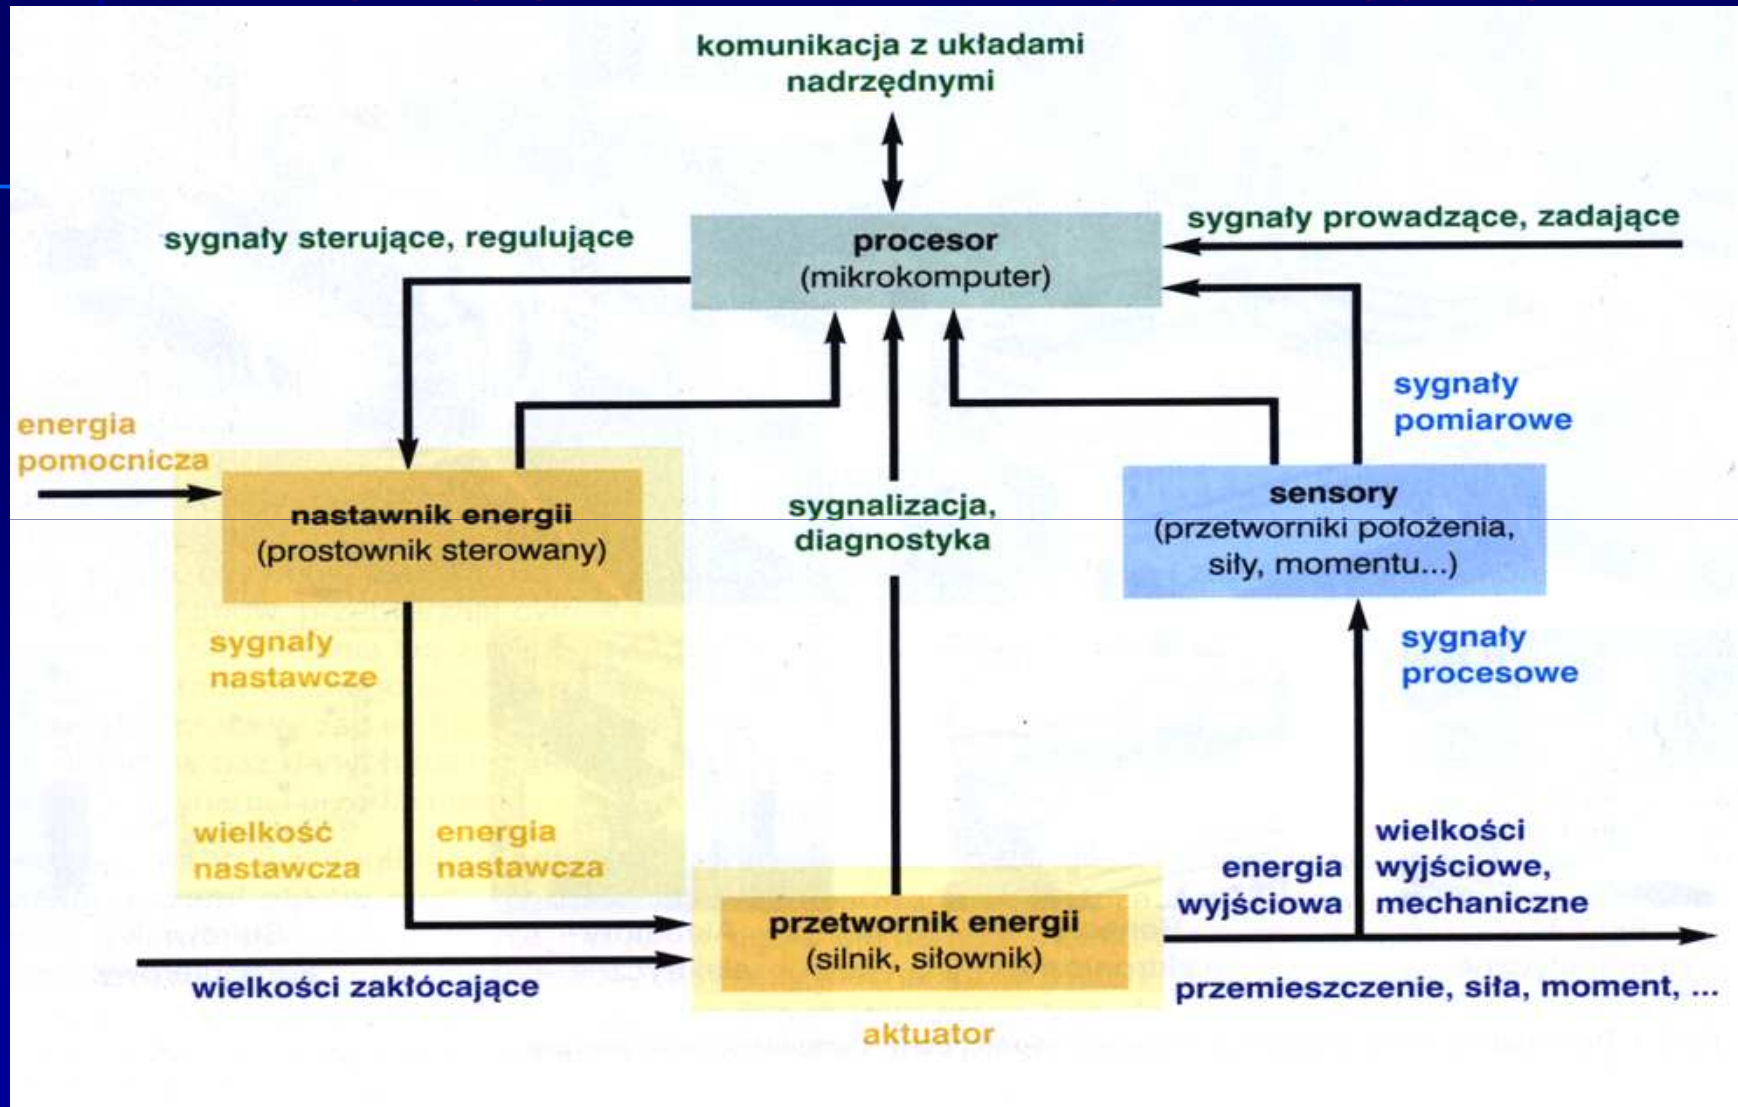 komunikacja z układami
nadrzędnymi
sygnały prowadzące, zadające
sygnały sterujące, regulujące
procesor
(mikrokomputer)
sygnały
pomiarowe
energia
pomocnicza
nastawnik energii
(prostownik sterowany)
sygnalizacja,
diagnostyka
sensory
(przetworniki położenia,
siły, momentu...)
sygnały
nastawcze
sygnały
procesowe
wielkość
nastawcza
energia
nastawcza
energia
wyjściowa
wielkości
wyjściowe,
mechaniczne
przetwornik energii
(silnik, siłownik)
wielkości zakłócające
przemieszczenie, siła, moment, ...
aktuator